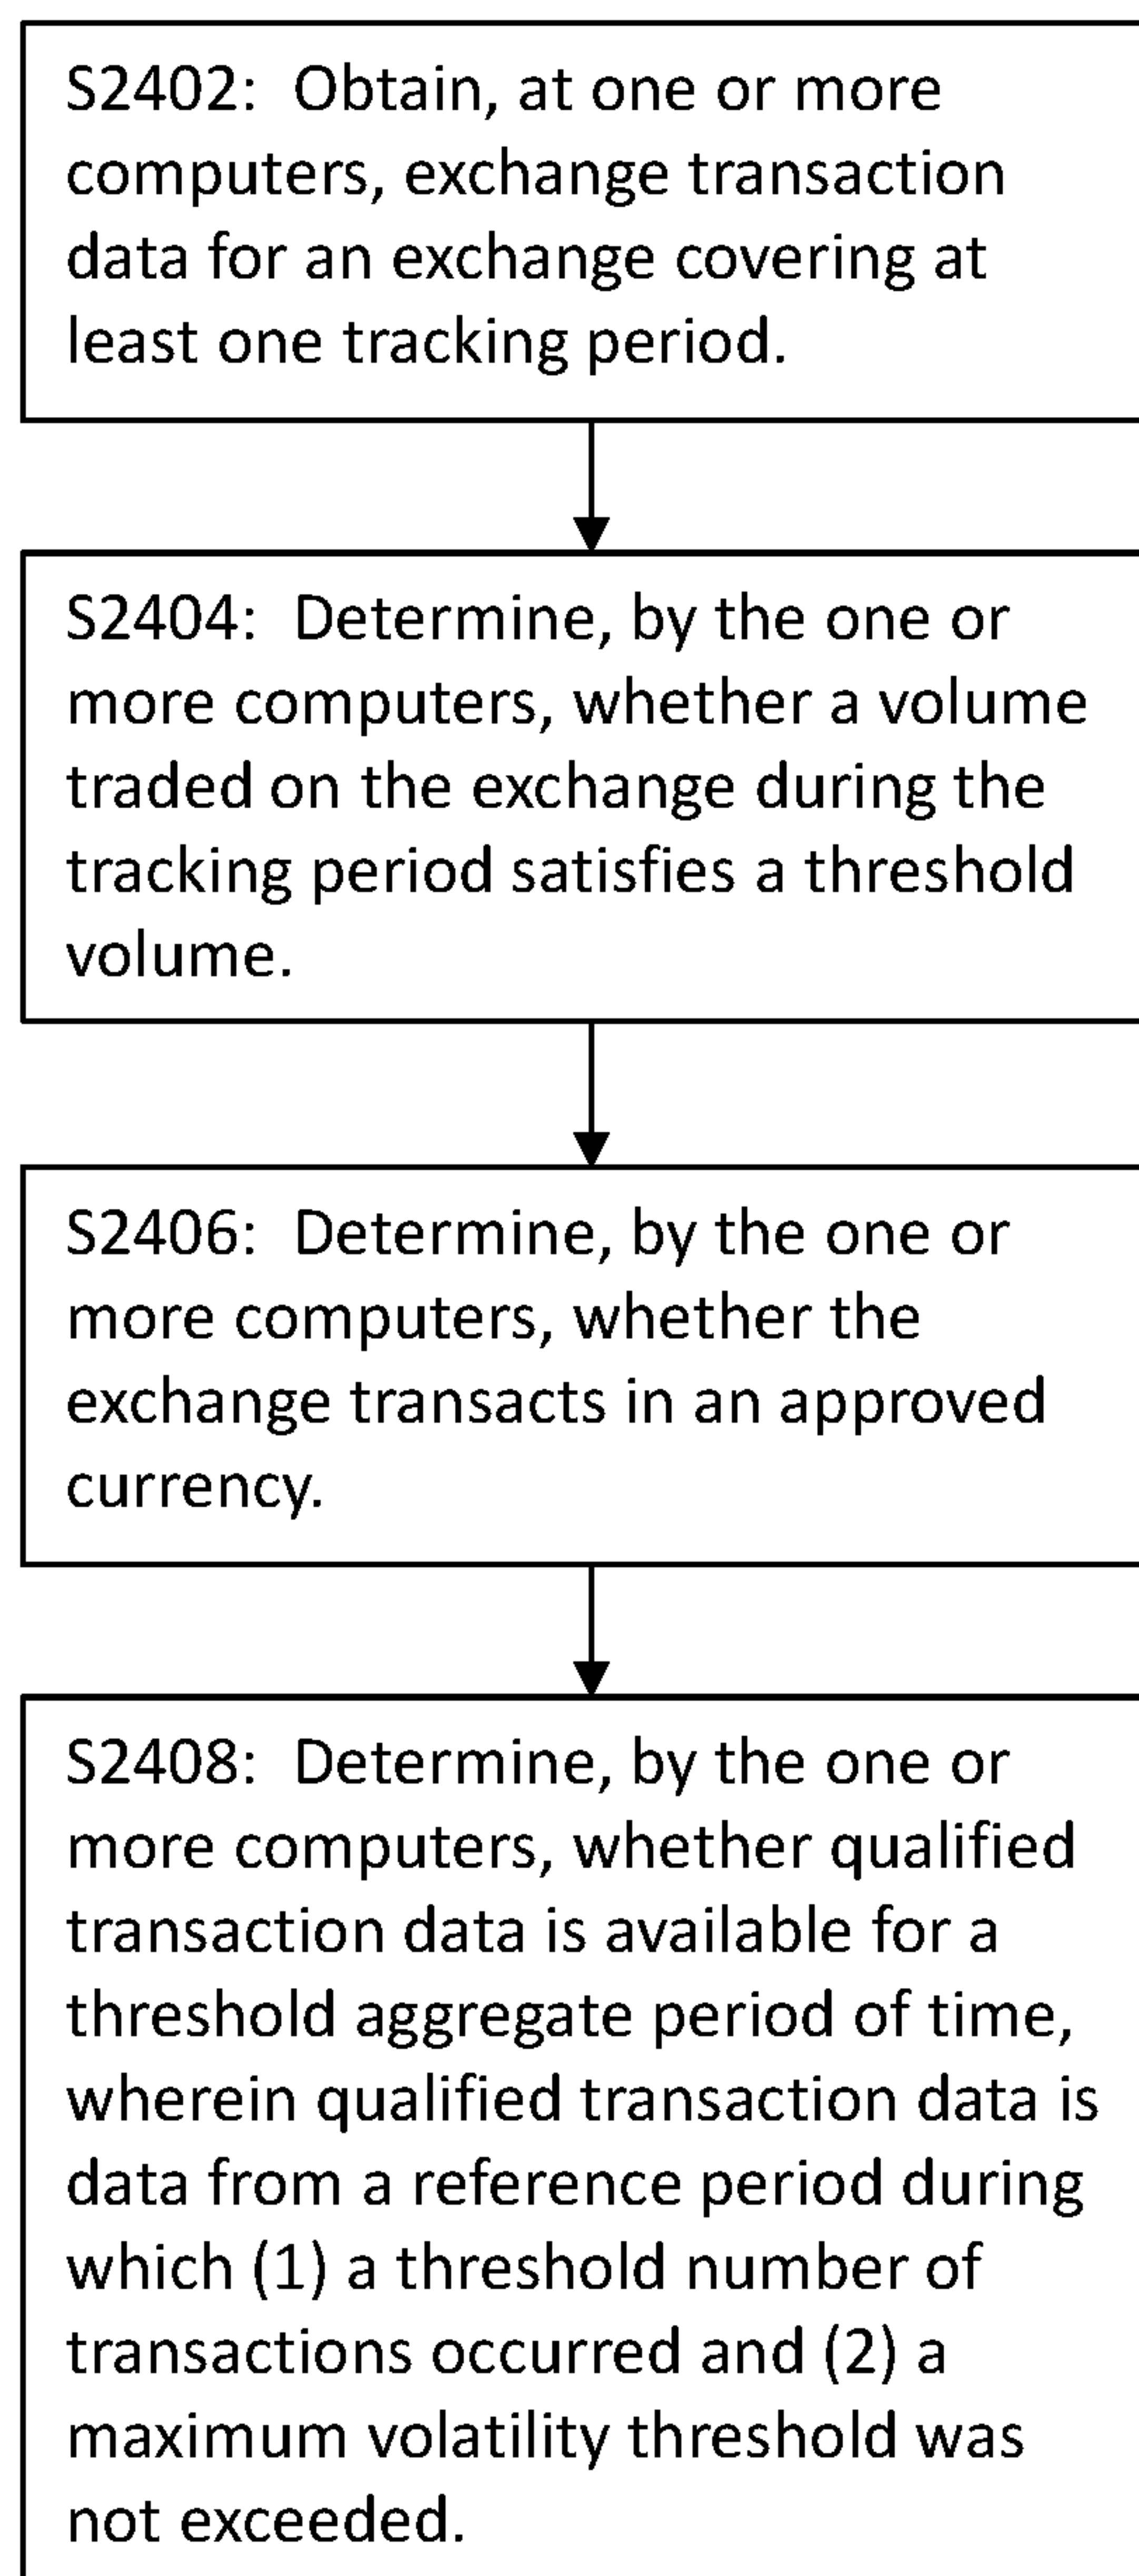 S2402:  Obtain, at one or more
computers, exchange transaction
data for an exchange covering at
least one tracking period.
S2404:  Determine, by the one or
more computers, whether a volume
traded on the exchange during the
tracking period satisfies a threshold
volume.
S2406:  Determine, by the one or
more computers, whether the
exchange transacts in an approved
currency.
S2408:  Determine, by the one or
more computers, whether qualified
transaction data is available for a
threshold aggregate period of time,
wherein qualified transaction data is
data from a reference period during
which (1) a threshold number of
transactions occurred and (2) a
maximum volatility threshold was
not exceeded.